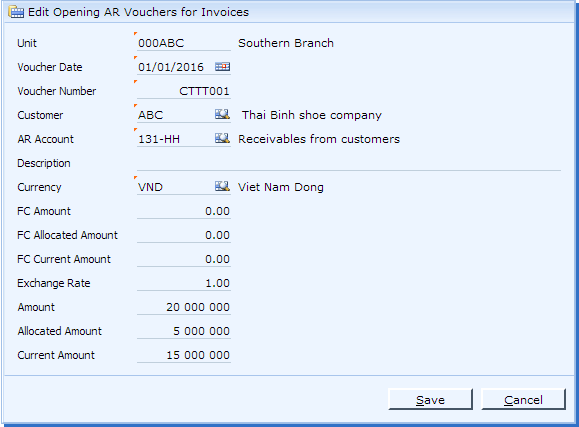 Edit Opening AR Vouchers for Invoices
Unit 000ABC Southern Branch
Voucher Date 01/01/2016
Voucher Number CTTT001
Customer ABC Thai Binh shoe company
AR Account 131-HH Receivables from customers
Description
Currency VND Viet Nam Dong
FC Amount 0.00
FC Allocated Amount 0.00
FC Current Amount 0.00
Exchange Rate 1.00
Amount 20 000 000
Allocated Amount 5 000 000
Current Amount 15 000 000
Save Cancel